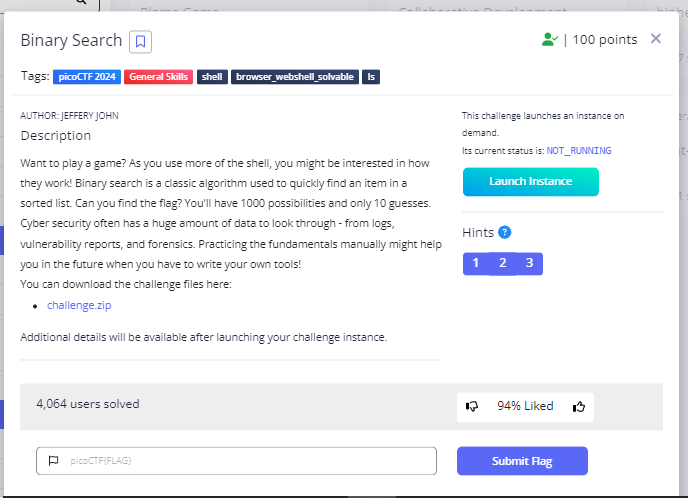 Blame Game
Collaborative Development
Binary Search
| 100 points ×
Tags: picoCTF 2024 General Skills shell browser_webshell_solvable ls
AUTHOR: JEFFERY JOHN
Description
Want to play a game? As you use more of the shell, you might be interested in how
they work! Binary search is a classic algorithm used to quickly find an item in a
sorted list. Can you find the flag? You'll have 1000 possibilities and only 10 guesses.
Cyber security often has a huge amount of data to look through - from logs,
vulnerability reports, and forensics. Practicing the fundamentals manually might help
you in the future when you have to write your own tools!
You can download the challenge files here:
• challenge.zip
Additional details will be available after launching your challenge instance.
This challenge launches an instance on
demand.
Its current status is: NOT_RUNNING
Launch Instance
Hints ?
1 2 3
4,064 users solved
94% Liked
picoCTF{FLAG}
Submit Flag